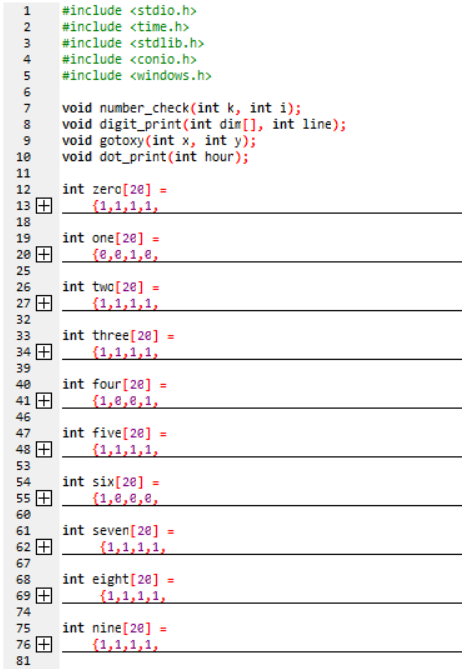 1 #include <stdio.h>
2 #include <time.h>
3 #include <stdlib.h>
4 #include <conio.h>
5 #include <windows.h>
6
7 void number_check(int k, int i);
8 void digit_print(int dim[], int line);
9 void gotoxy(int x, int y);
10 void dot_print(int hour);
11
12 int zero[20] =
13 {1,1,1,1,
18
19 int one[20] =
20 {0,0,1,0,
25
26 int two[20] =
27 {1,1,1,1,
32
33 int three[20] =
34 {1,1,1,1,
39
40 int four[20] =
41 {1,0,0,1,
46
47 int five[20] =
48 {1,1,1,1,
53
54 int six[20] =
55 {1,0,0,0,
60
61 int seven[20] =
62 {1,1,1,1,
67
68 int eight[20] =
69 {1,1,1,1,
74
75 int nine[20] =
76 {1,1,1,1,
81